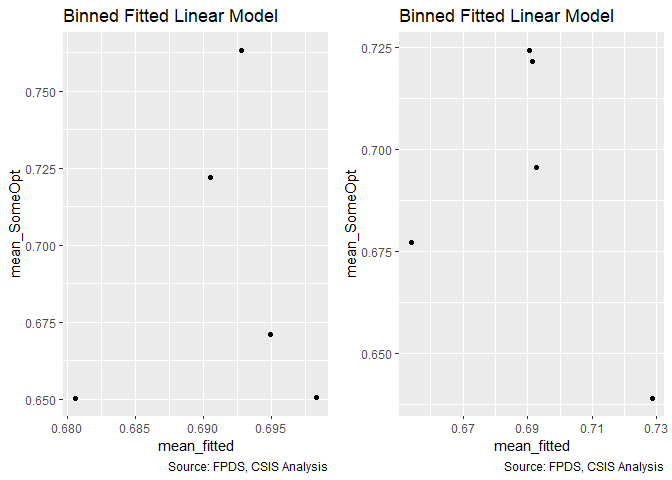 Binned Fitted Linear Model
mean_SomeOpt
0.750
0.725
0.700
0.675
0.650
0.680
0.685
0.690
0.695
mean_fitted
Source: FPDS, CSIS Analysis
Binned Fitted Linear Model
mean_SomeOpt
0.725
0.700
0.675
0.650
0.67
0.69
0.71
0.73
mean_fitted
Source: FPDS, CSIS Analysis